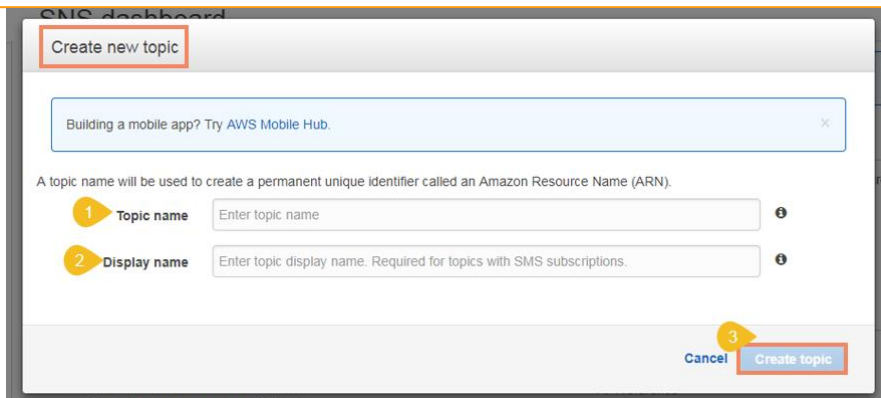 SNS dashboard
Create new topic
Building a mobile app? Try AWS Mobile Hub.
×
A topic name will be used to create a permanent unique identifier called an Amazon Resource Name (ARN).
1 Topic name Enter topic name
2 Display name Enter topic display name. Required for topics with SMS subscriptions.
3
Cancel Create topic